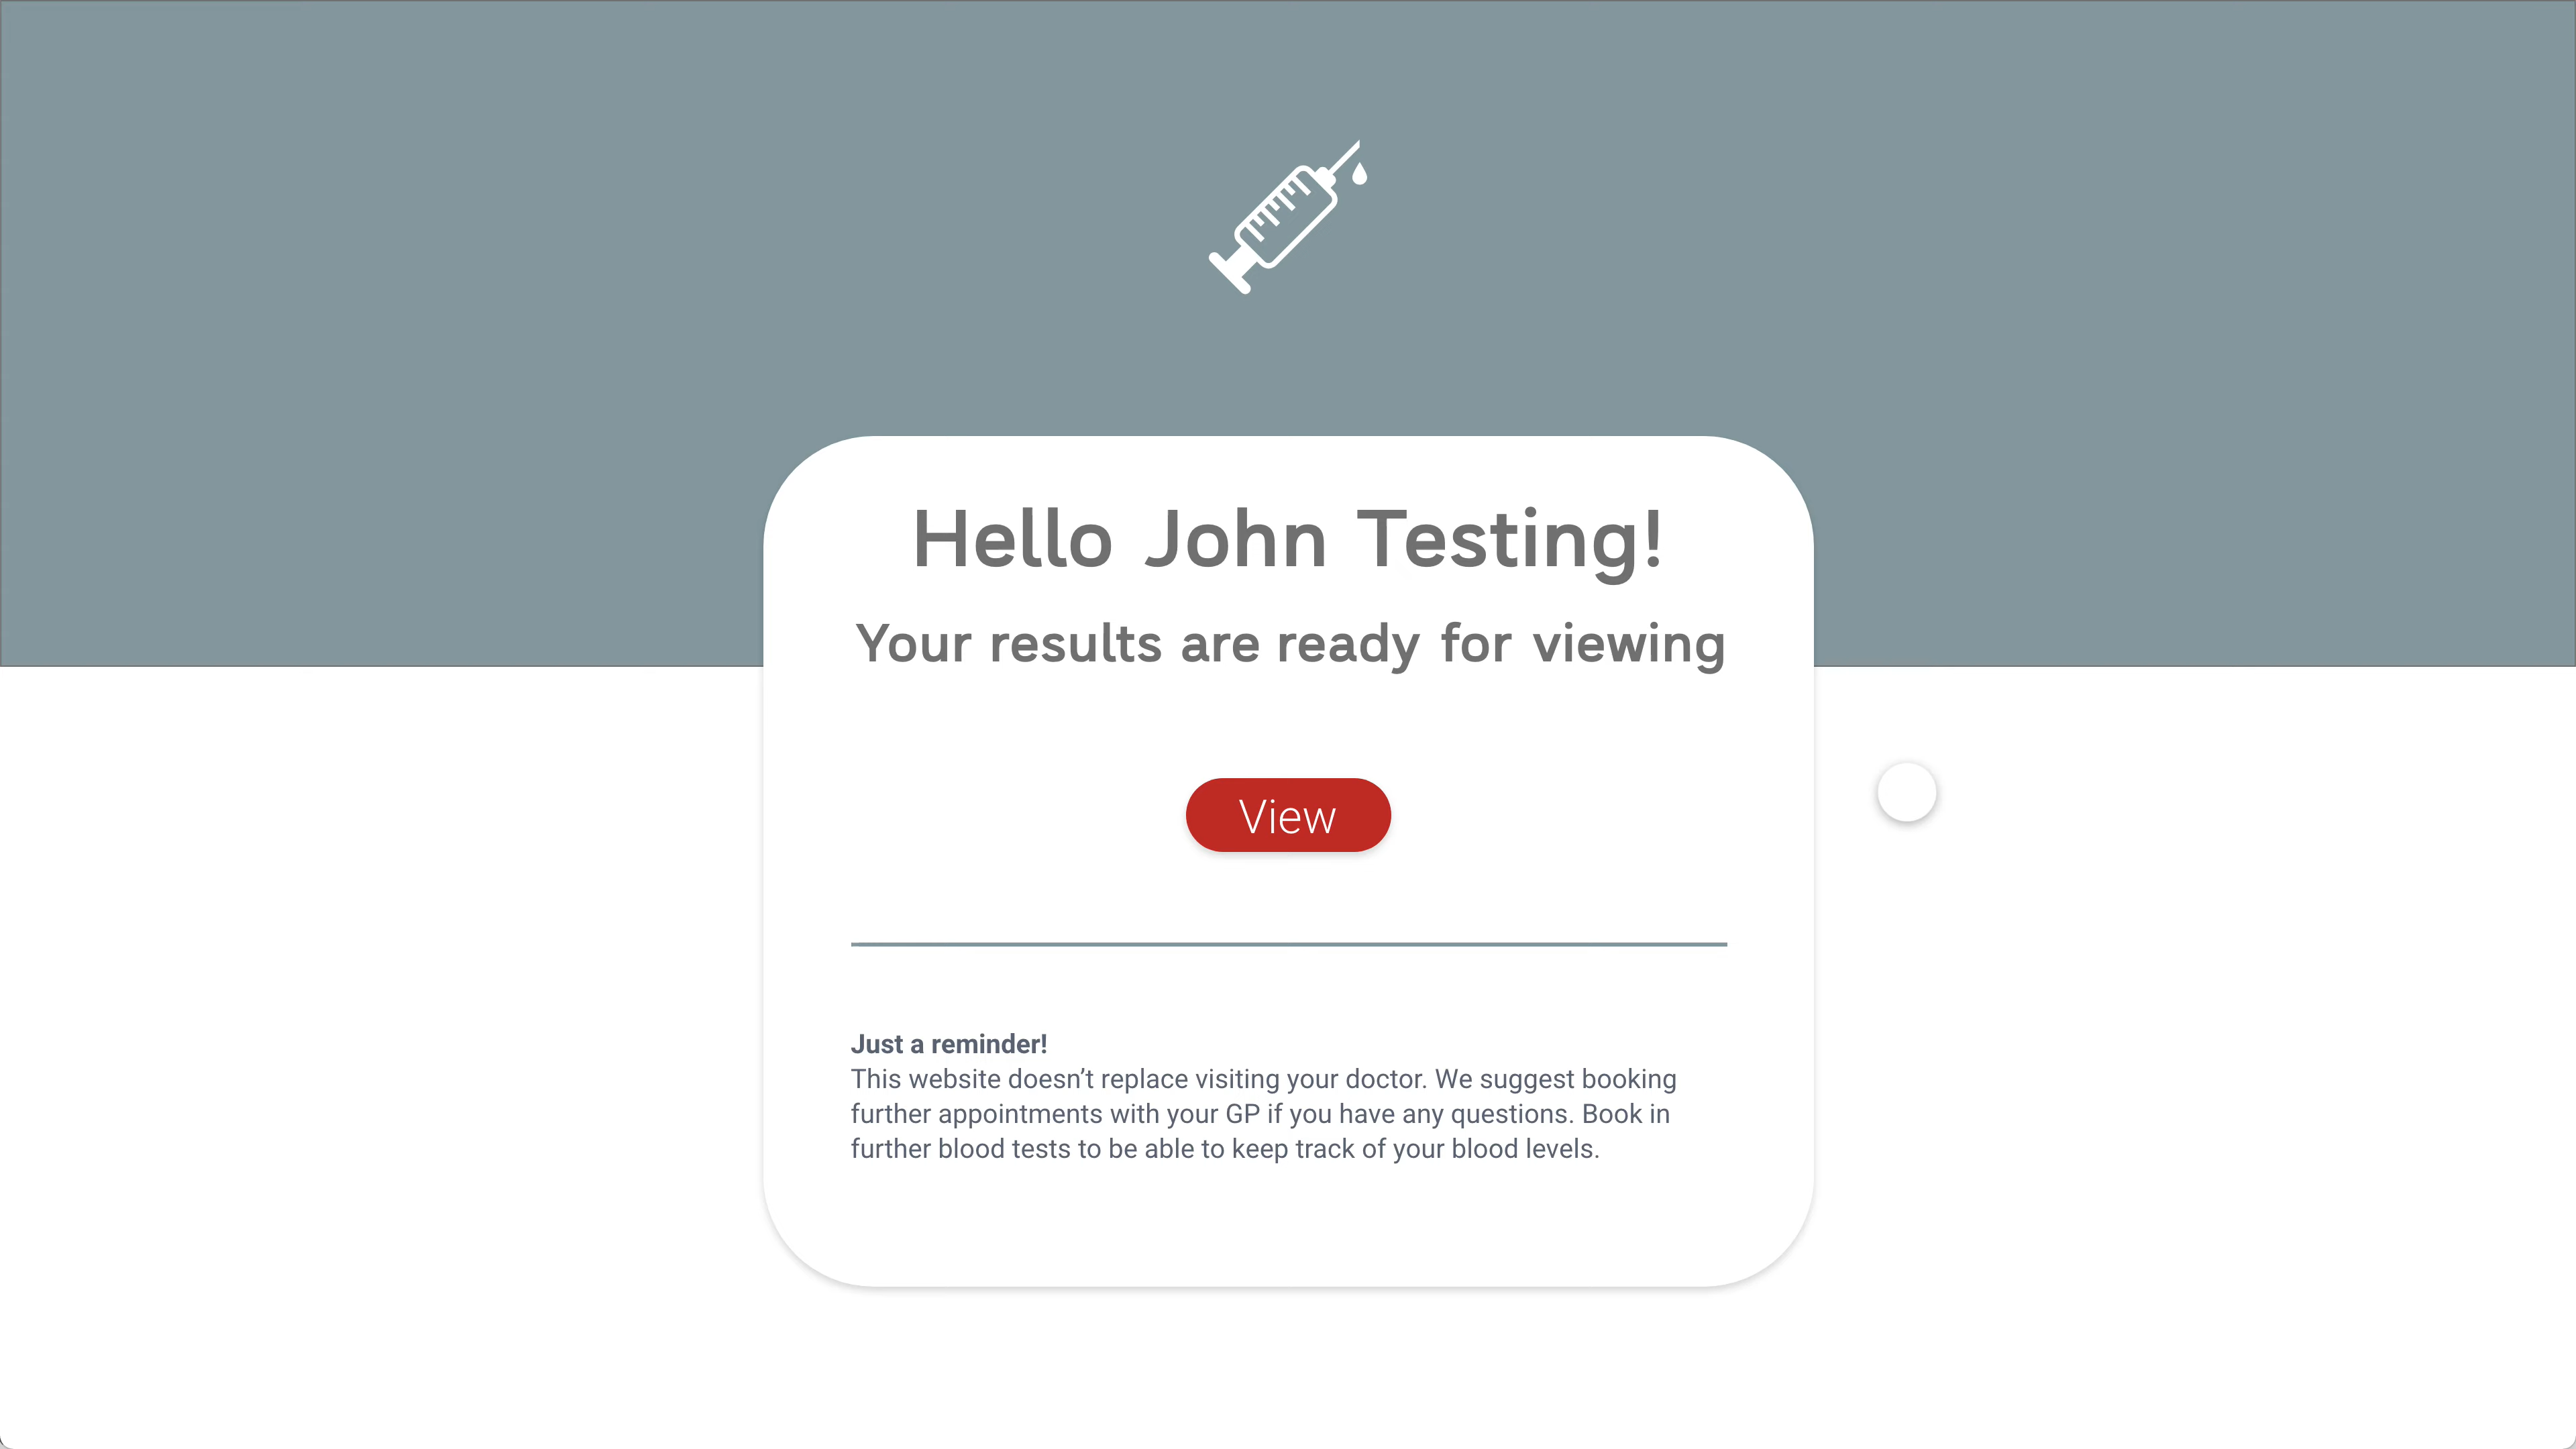 Hello John Testing!
Your results are ready for viewing
View
Just a reminder!
This website doesn’t replace visiting your doctor. We suggest booking
further appointments with your GP if you have any questions. Book in
further blood tests to be able to keep track of your blood levels.